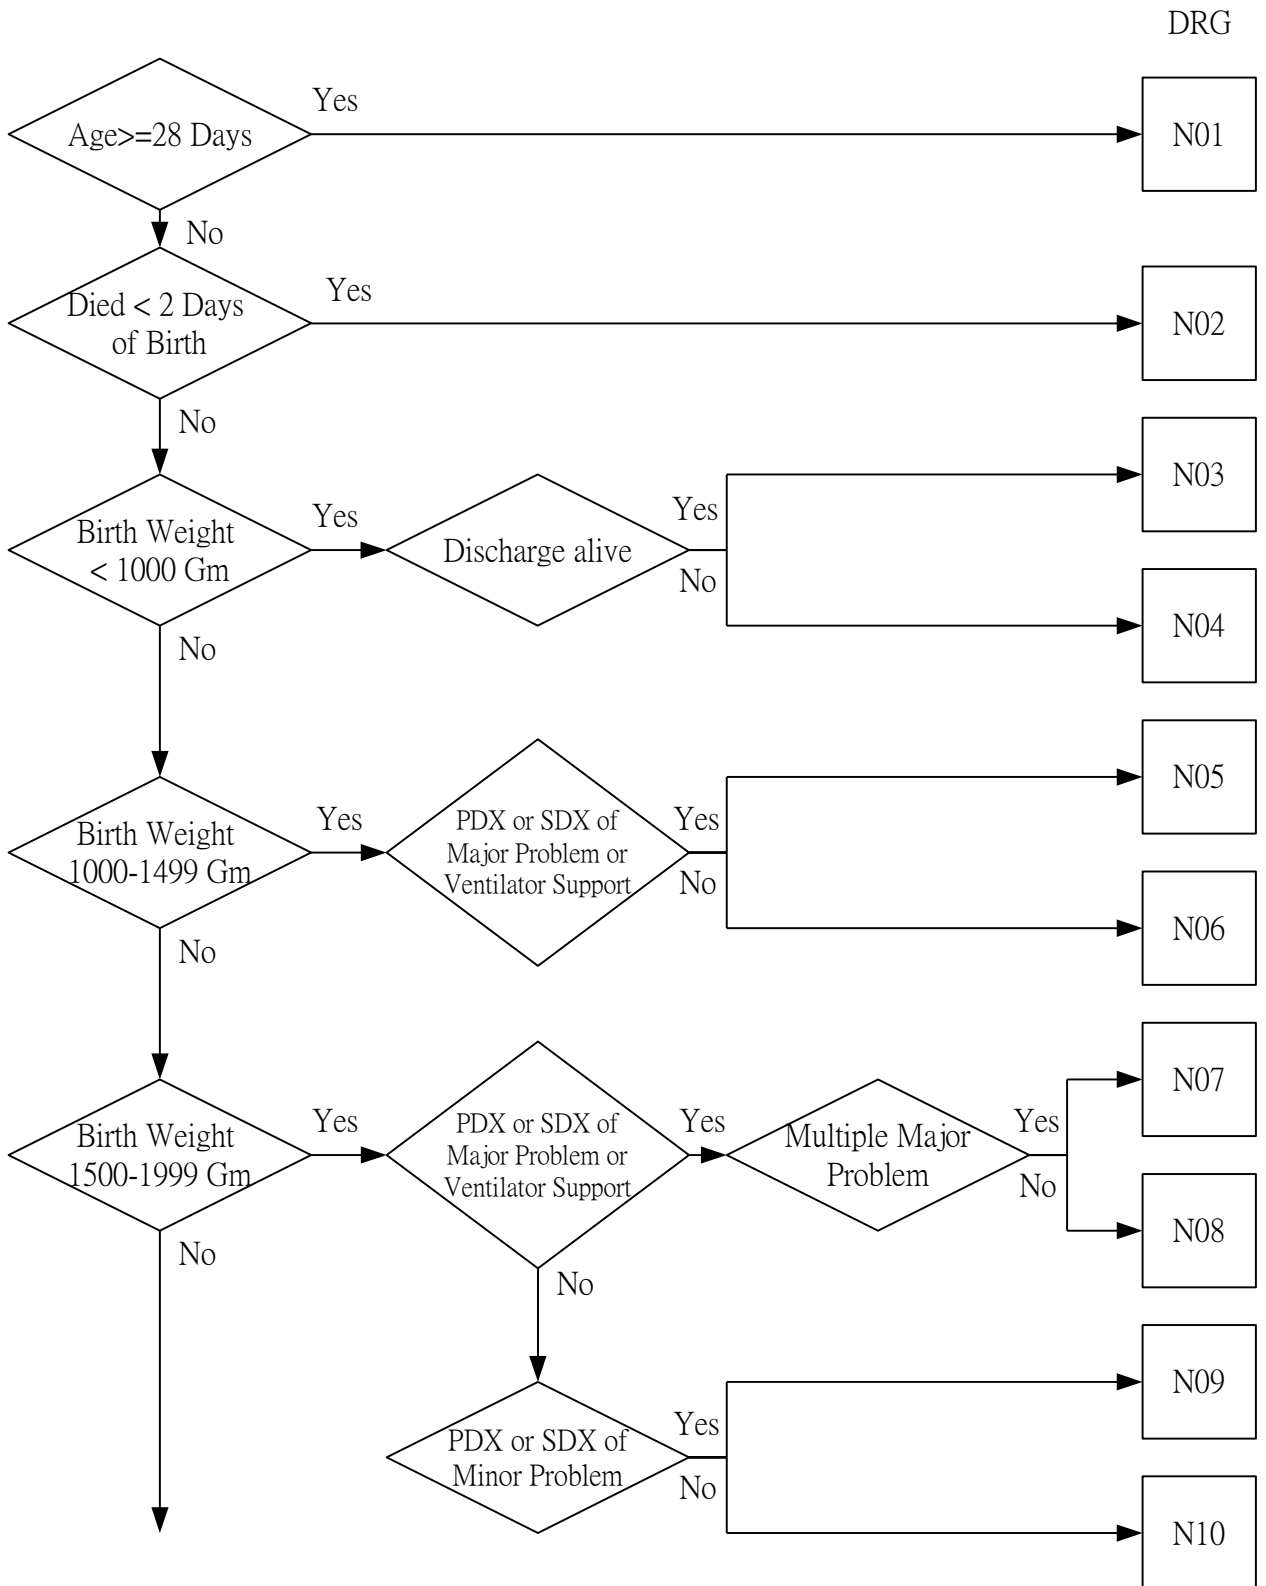 DRG
Yes
Age>=28 Days
N01
No
Yes
Died < 2 Days
of Birth
N02
No
Birth Weight
< 1000 Gm
Yes
Discharge alive
Yes
No
N03
N04
No
Birth Weight
1000-1499 Gm
Yes
PDX or SDX of
Major Problem or
Ventilator Support
Yes
No
N05
N06
No
Birth Weight
1500-1999 Gm
Yes
PDX or SDX of
Major Problem or
Ventilator Support
Yes
Multiple Major
Problem
Yes
No
N07
N08
No
No
PDX or SDX of
Minor Problem
Yes
No
N09
N10